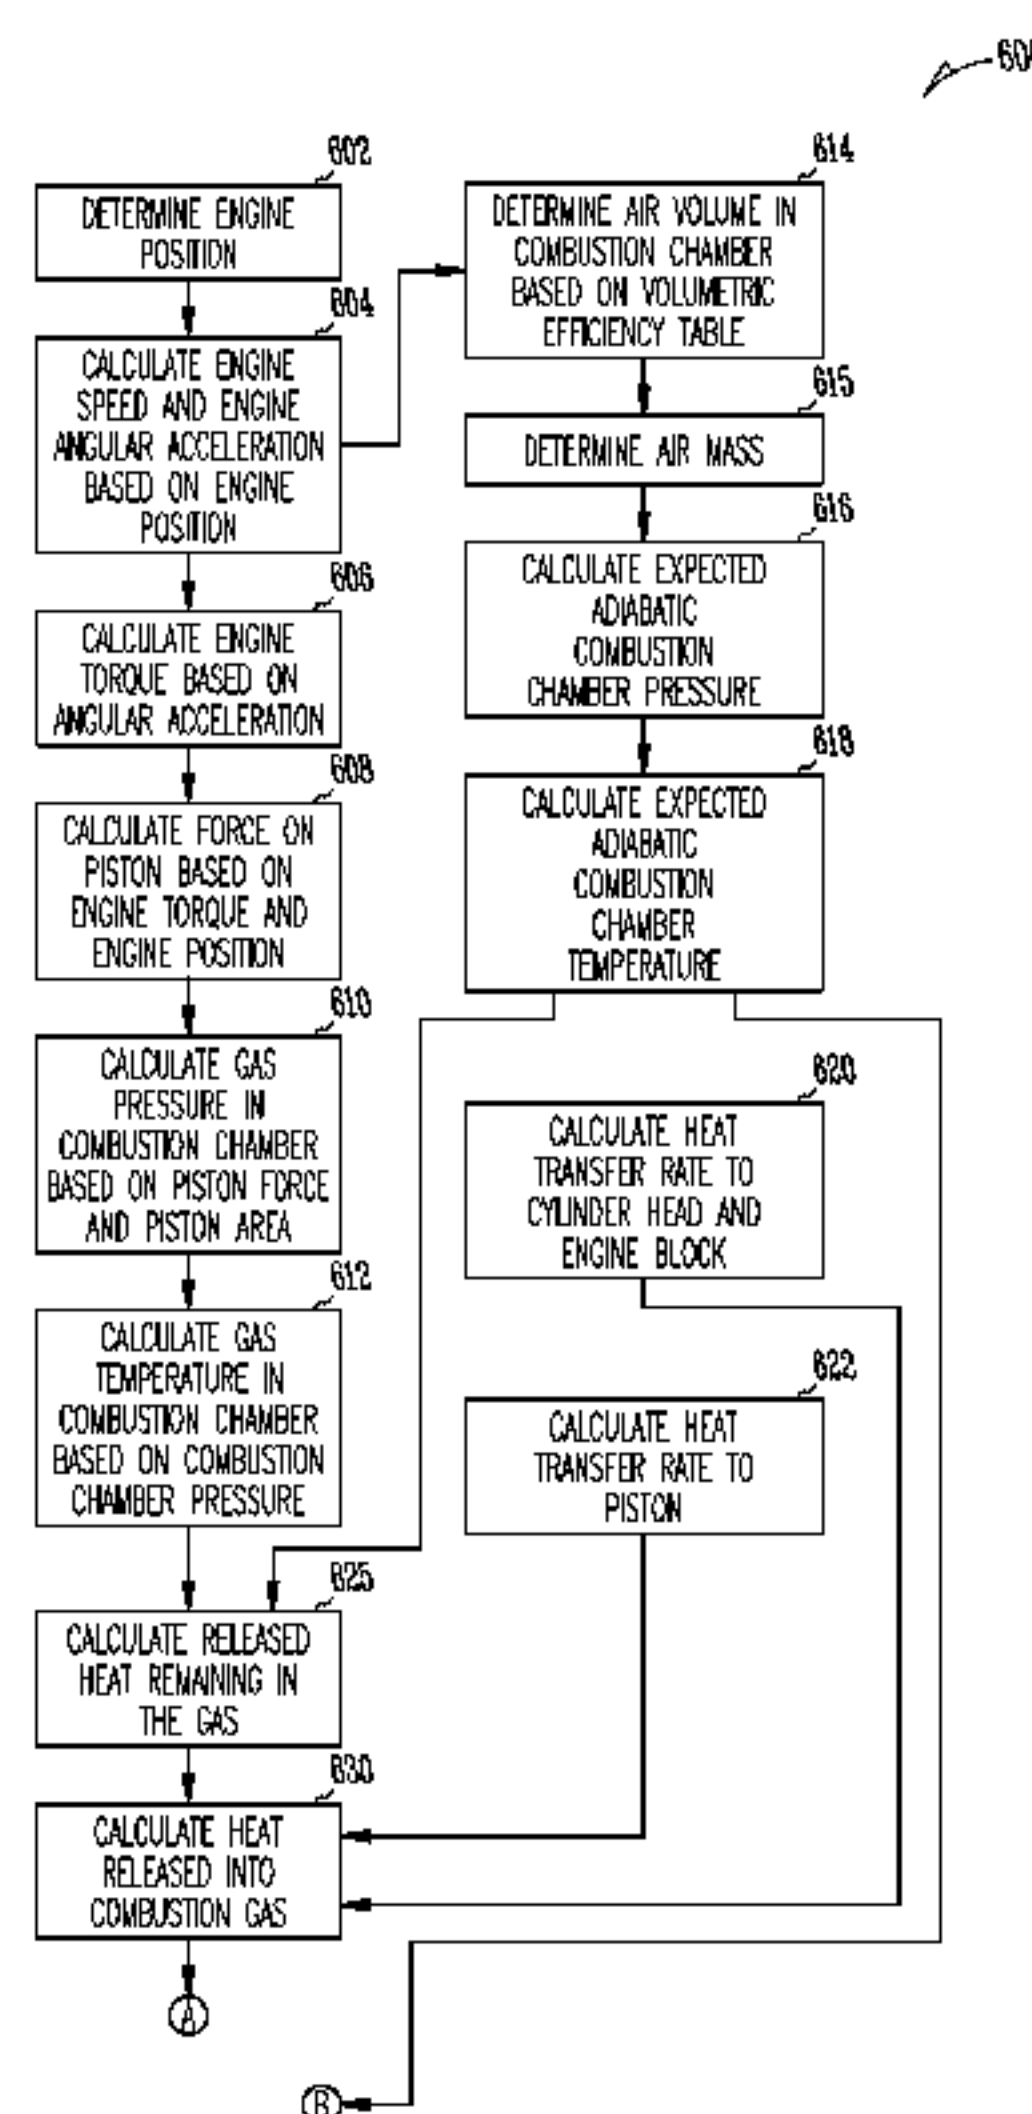 602
DETERMINE ENGINE
POSITION
604
CALCULATE ENGINE
SPEED AND ENGINE
ANGULAR ACCELERATION
BASED ON ENGINE
POSITION
606
CALCULATE ENGINE
TORQUE BASED ON
ANGULAR ACCELERATION
608
CALCULATE FORCE ON
PISTON BASED ON
ENGINE TORQUE AND
ENGINE POSITION
610
CALCULATE GAS
PRESSURE IN
COMBUSTION CHAMBER
BASED ON PISTON FORCE
AND PISTON AREA
612
CALCULATE GAS
TEMPERATURE IN
COMBUSTION CHAMBER
BASED ON COMBUSTION
CHAMBER PRESSURE
625
CALCULATE RELEASED
HEAT REMAINING IN
THE GAS
630
CALCULATE HEAT
RELEASED INTO
COMBUSTION GAS
A
614
DETERMINE AIR VOLUME IN
COMBUSTION CHAMBER
BASED ON VOLUMETRIC
EFFICIENCY TABLE
615
DETERMINE AIR MASS
616
CALCULATE EXPECTED
ADIABATIC
COMBUSTION
CHAMBER PRESSURE
618
CALCULATE EXPECTED
ADIABATIC
COMBUSTION
CHAMBER
TEMPERATURE
620
CALCULATE HEAT
TRANSFER RATE TO
CYLINDER HEAD AND
ENGINE BLOCK
622
CALCULATE HEAT
TRANSFER RATE TO
PISTON
B